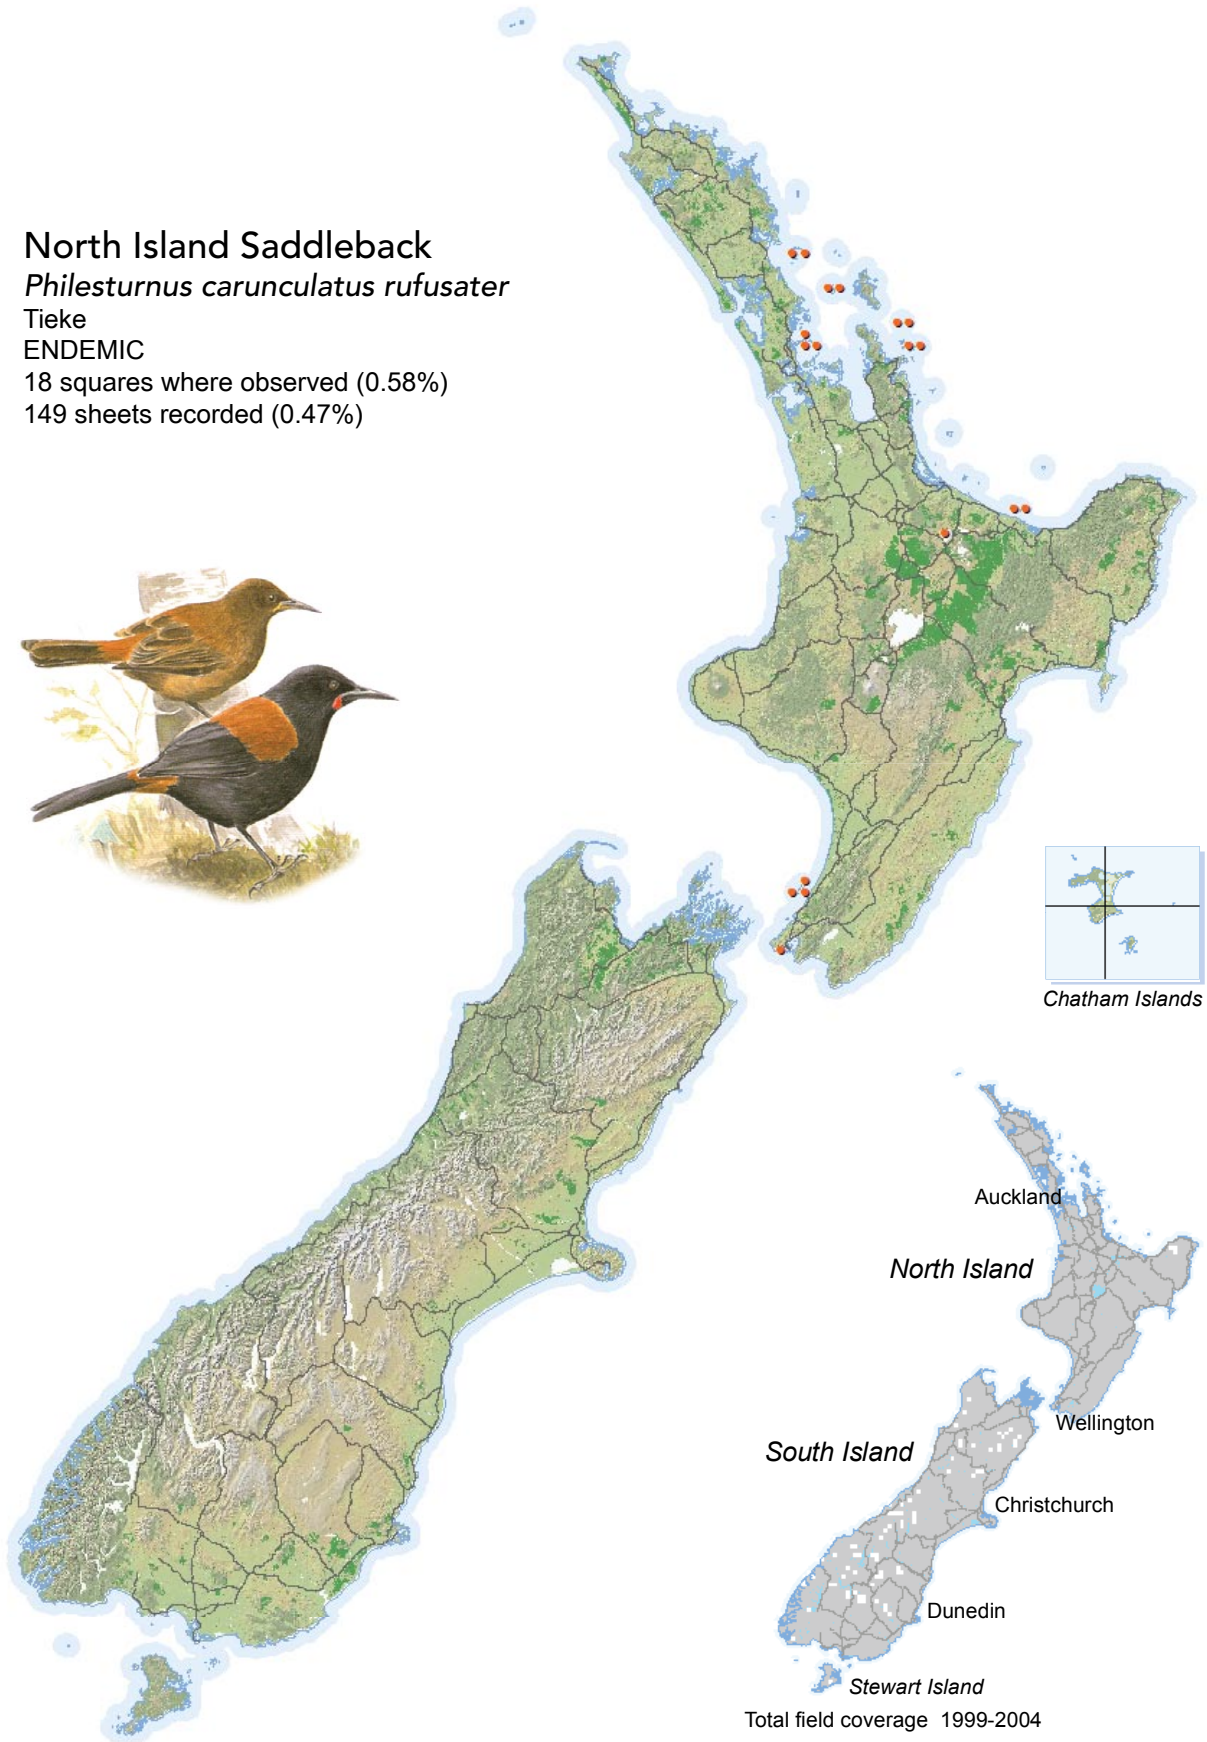 North Island Saddleback
Philesturnus carunculatus rufusater
Tieke
ENDEMIC
18 squares where observed (0.58%)
149 sheets recorded (0.47%)
Chatham Islands
Auckland
North Island
Wellington
South Island
Christchurch
Dunedin
Stewart Island
Total field coverage 1999-2004